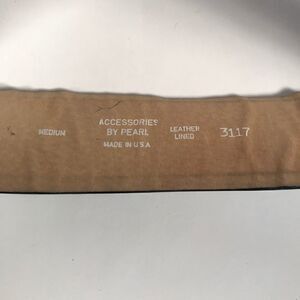 MEDIUM
ACCESSORIES
BY PEARL
MADE IN U.S.A
LEATHER
LINED
3117